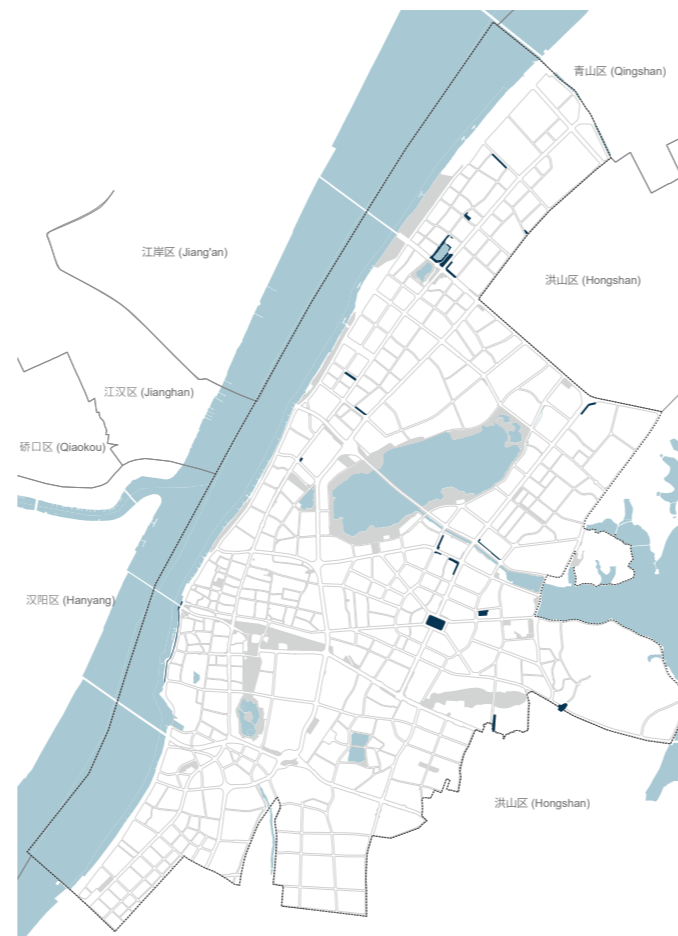 青山区 (Qingshan)
江岸区 (Jiang'an)
洪山区 (Hongshan)
江汉区 (Jianghan)
硚口区 (Qiaokou)
汉阳区 (Hanyang)
洪山区 (Hongshan)